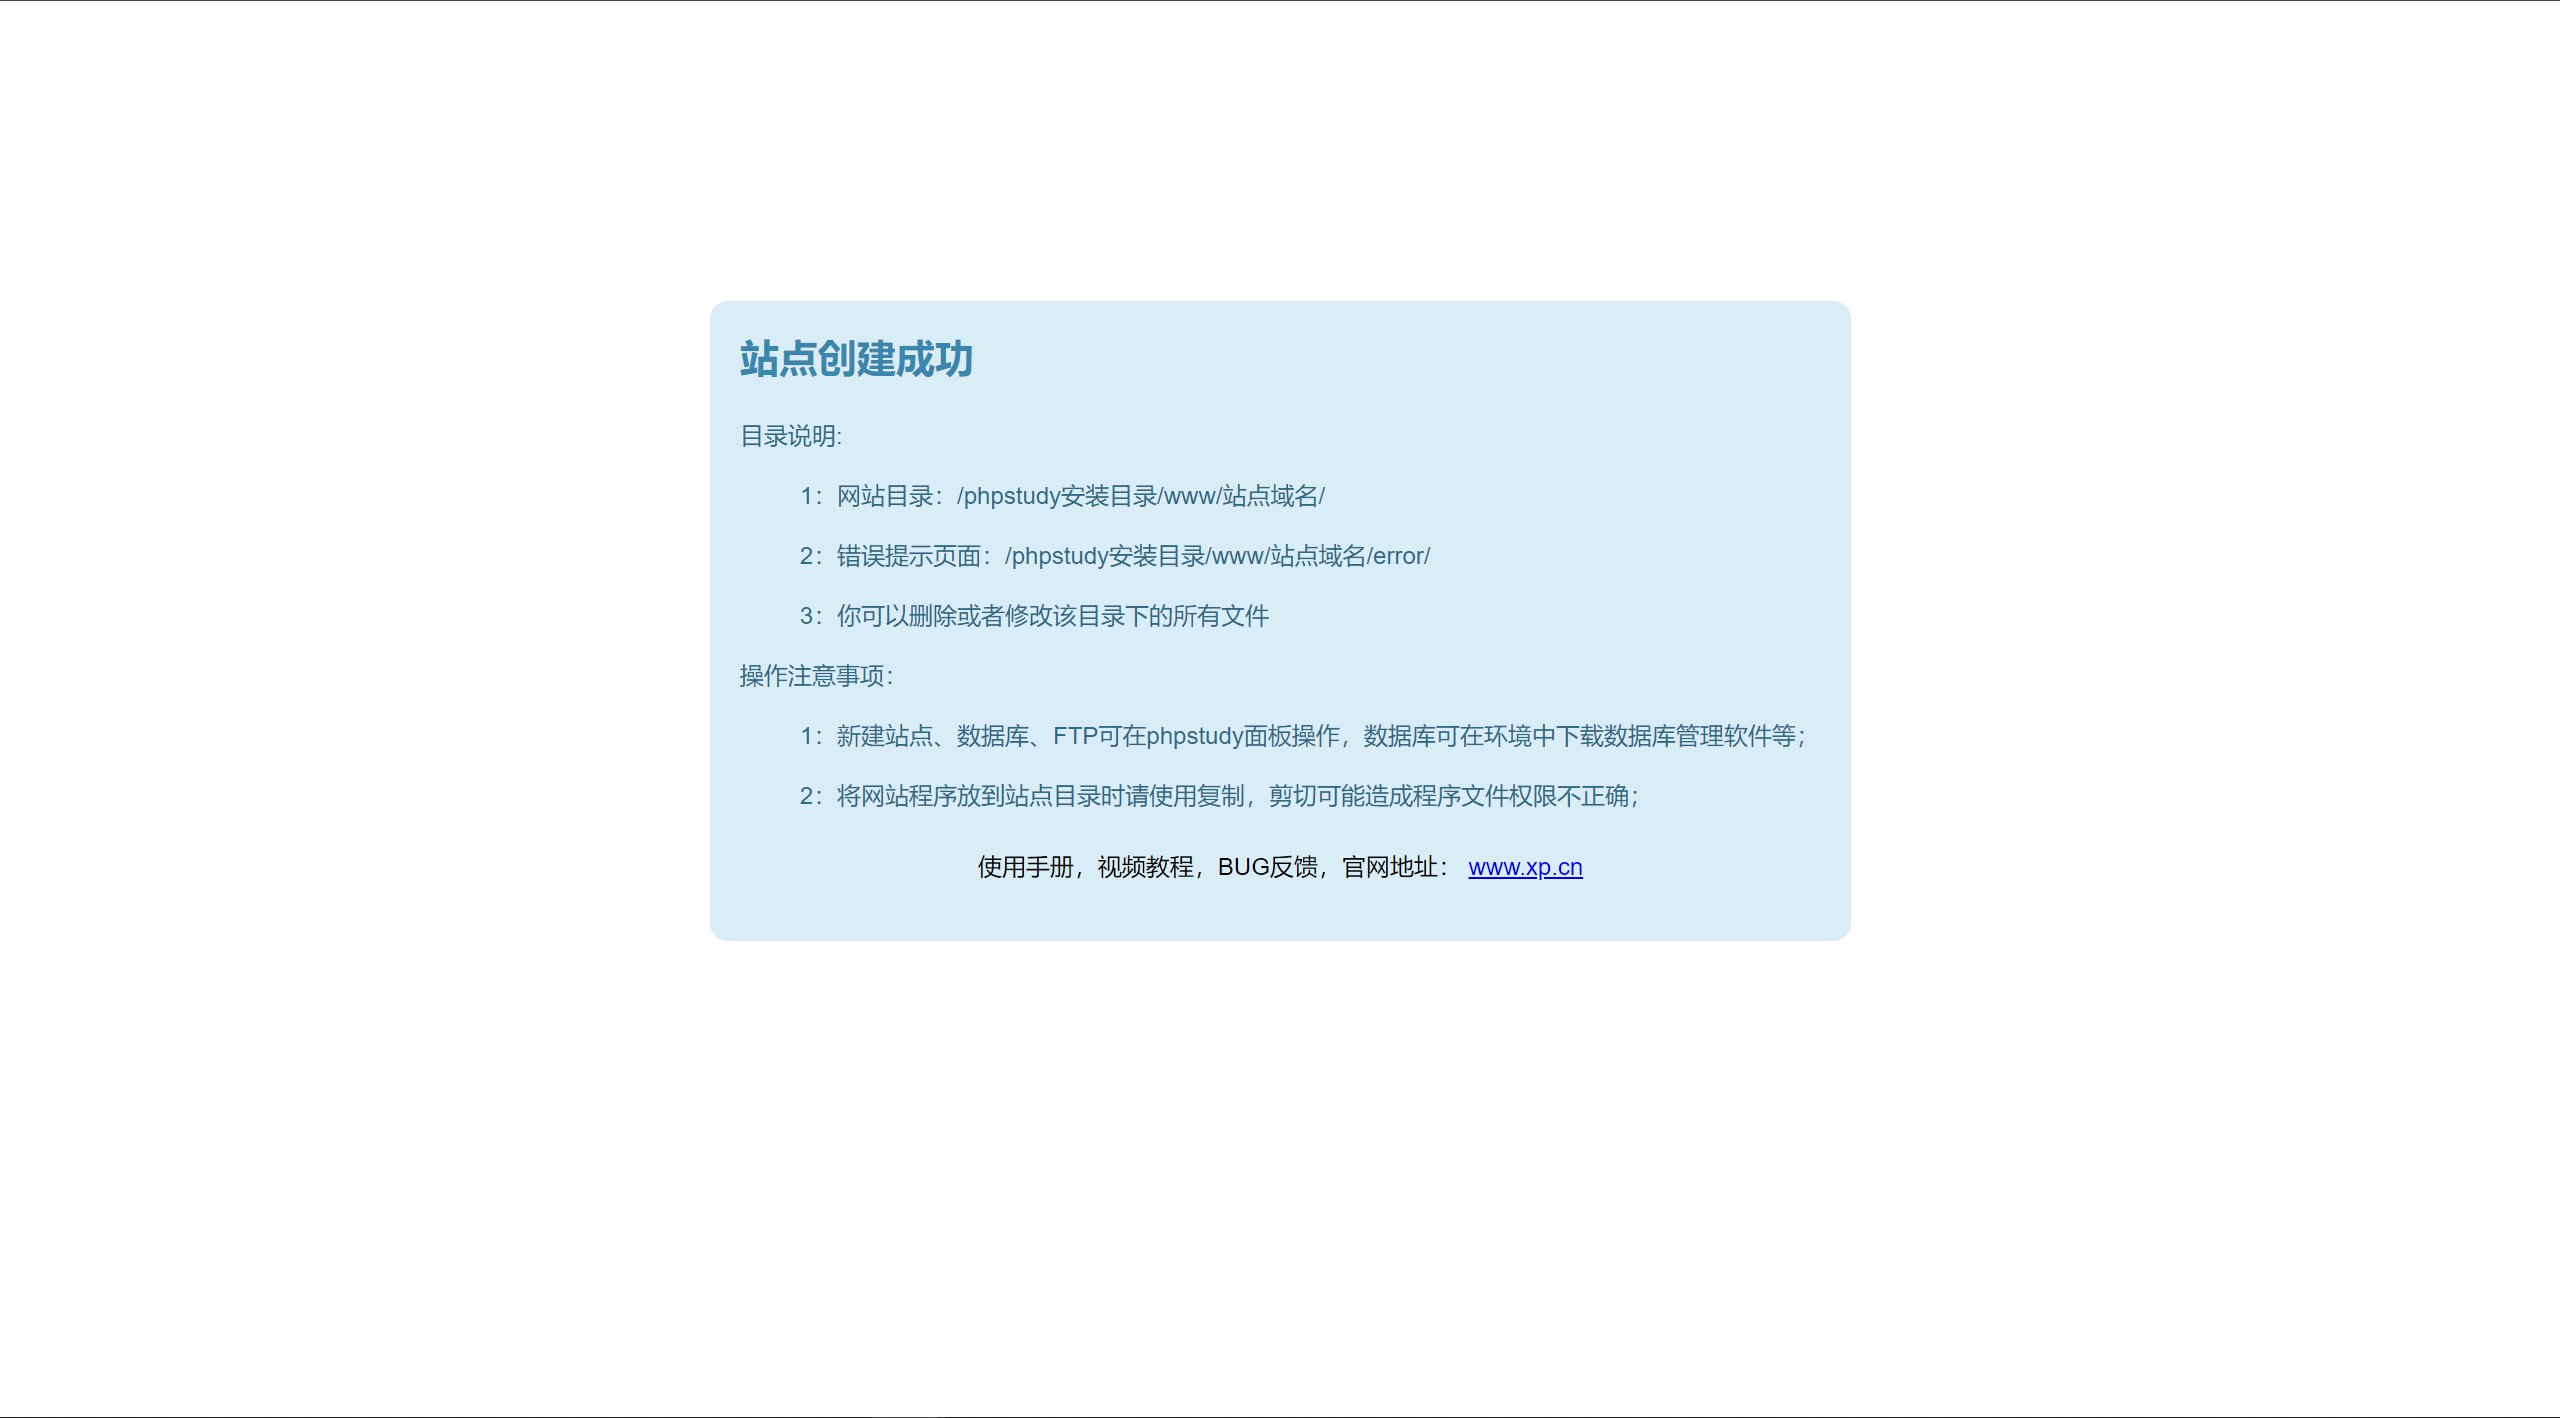 站点创建成功
目录说明:
1：网站目录：/phpstudy安装目录/www/站点域名/
2：错误提示页面：/phpstudy安装目录/www/站点域名/error/
3：你可以删除或者修改该目录下的所有文件
操作注意事项：
1：新建站点、数据库、FTP可在phpstudy面板操作，数据库可在环境中下载数据库管理软件等；
2：将网站程序放到站点目录时请使用复制，剪切可能造成程序文件权限不正确；
使用手册，视频教程，BUG反馈，官网地址： www.xp.cn